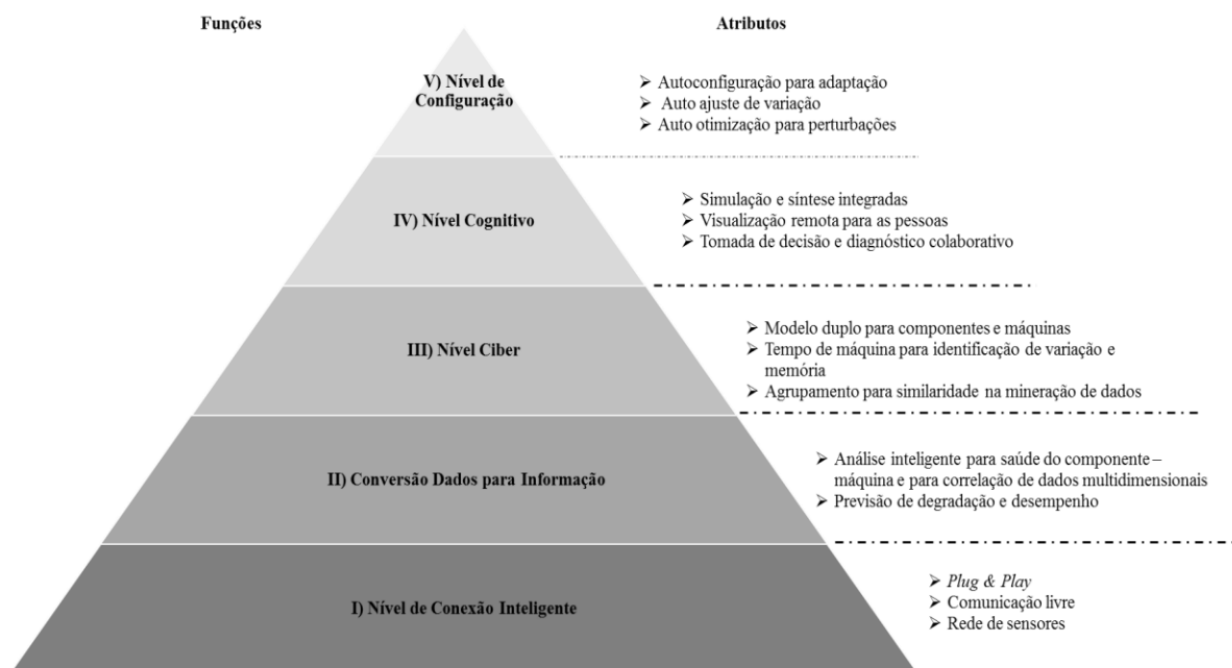 Funções
Atributos
V) Nível de
Configuração
➢ Autoconfiguração para adaptação
➢ Auto ajuste de variação
➢ Auto otimização para perturbações
IV) Nível Cognitivo
➢ Simulação e síntese integradas
➢ Visualização remota para as pessoas
➢ Tomada de decisão e diagnóstico colaborativo
III) Nível Ciber
➢ Modelo duplo para componentes e máquinas
➢ Tempo de máquina para identificação de variação e
memória
➢ Agrupamento para similaridade na mineração de dados
II) Conversão Dados para Informação
➢ Análise inteligente para saúde do componente –
máquina e para correlação de dados multidimensionais
➢ Previsão de degradação e desempenho
I) Nível de Conexão Inteligente
➢ Plug & Play
➢ Comunicação livre
➢ Rede de sensores